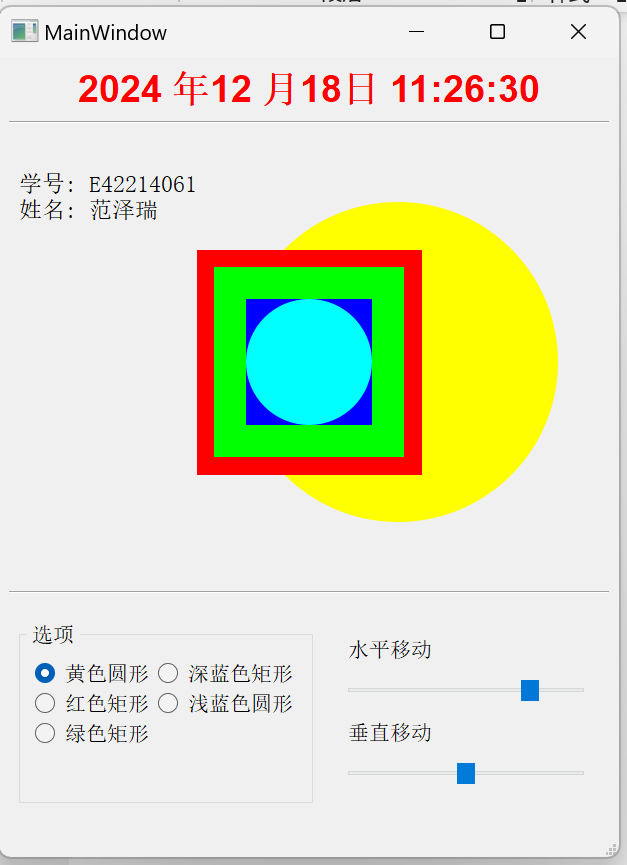 MainWindow
2024 年12 月18日 11:26:30
学号: E42214061
姓名: 范泽瑞
选项
黄色圆形 深蓝色矩形
红色矩形 浅蓝色圆形
绿色矩形
水平移动
垂直移动